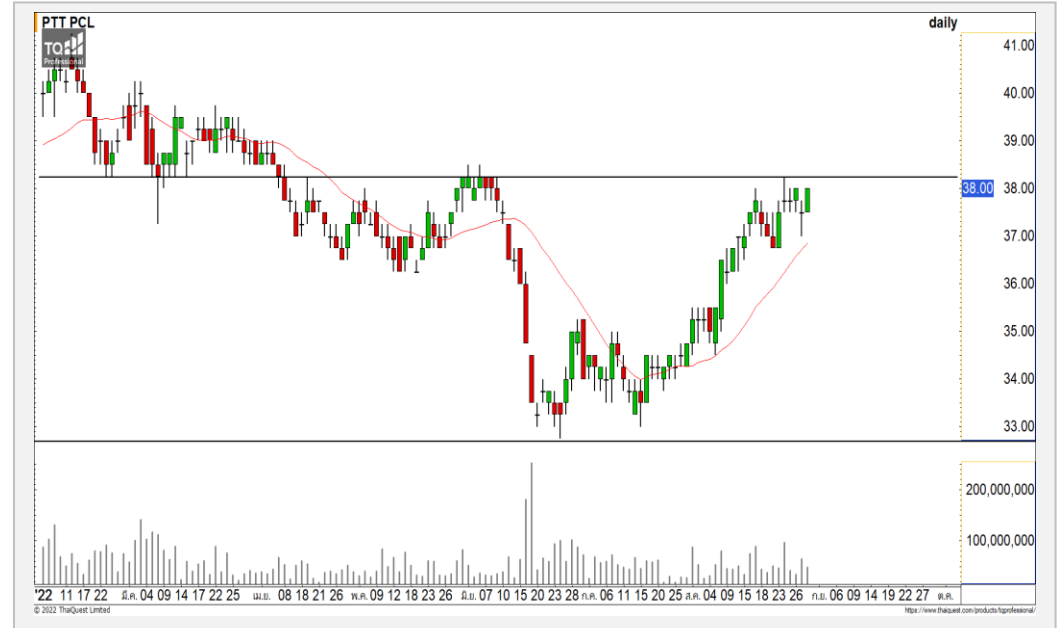 PTT PCL
daily
TQ
Professional
41.00
40.00
39.00
38.00
38.00
37.00
36.00
35.00
34.00
33.00
200,000,000
100,000,000
'22 11 17 22 มี.ค. 04 09 14 17 22 25 เม.ย. 08 18 21 26 พ.ค. 09 12 18 23 26 มิ.ย. 07 10 15 20 23 28 ก.ค. 06 11 15 20 25 ส.ค. 04 09 15 18 23 26 ก.ย. 06 09 14 19 22 27 ต.ค.
© 2022 ThaiQuest Limited
https://www.thaiquest.com/products/tqprofessional/